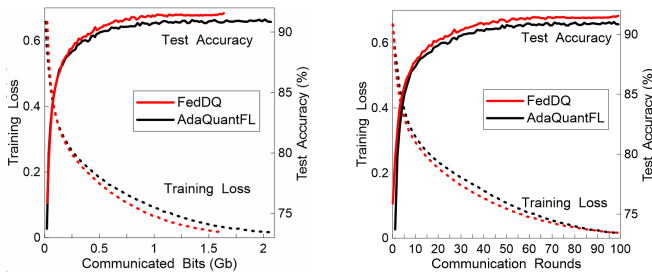 Test Accuracy
FedDQ
AdaQuantFL
Training Loss
0.6
0.4
0.2
0
90
85
80
75
0
0.5
1.0
1.5
2.0
Training Loss
Test Accuracy (%)
Communicated Bits (Gb)
Test Accuracy
FedDQ
AdaQuantFL
Training Loss
0.6
0.4
0.2
0
90
85
80
75
0 10 20 30 40 50 60 70 80 90 100
Training Loss
Test Accuracy (%)
Communication Rounds